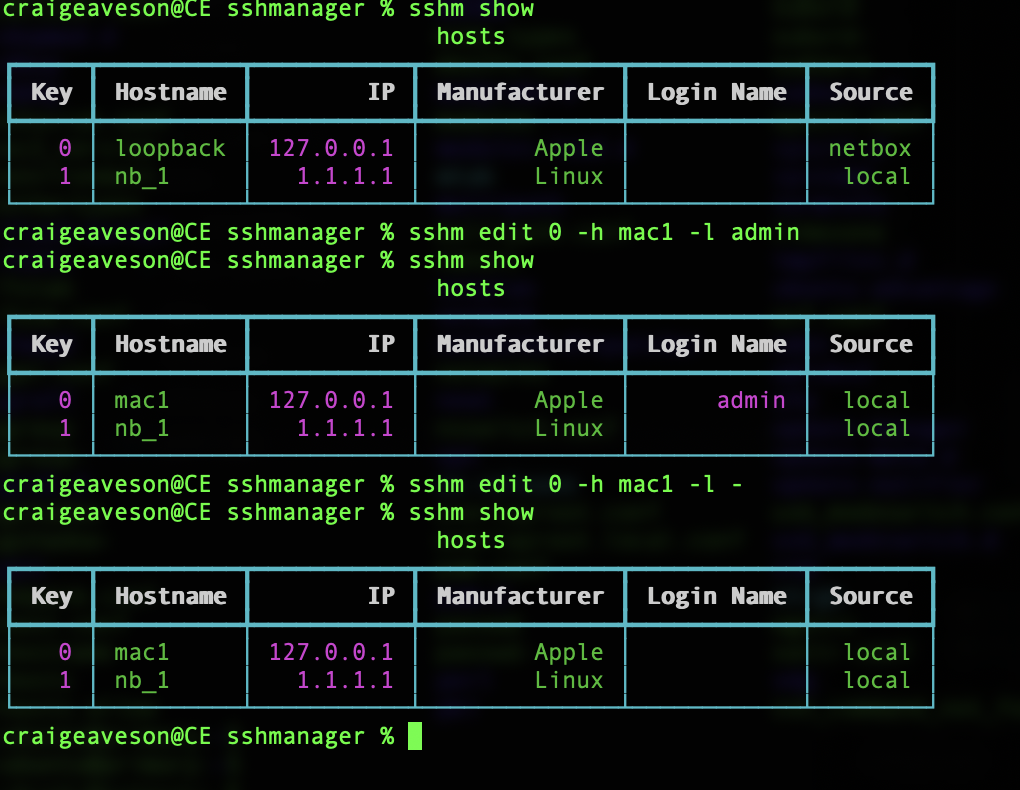 craigeaveson@CE sshmanager % sshm show
hosts
Key Hostname IP Manufacturer Login Name Source
0 loopback 127.0.0.1 Apple netbox
1 nb_1 1.1.1.1 Linux local
craigeaveson@CE sshmanager % sshm edit 0 -h mac1 -l admin
craigeaveson@CE sshmanager % sshm show
hosts
Key Hostname IP Manufacturer Login Name Source
0 mac1 127.0.0.1 Apple admin local
1 nb_1 1.1.1.1 Linux local
craigeaveson@CE sshmanager % sshm edit 0 -h mac1 -l -
craigeaveson@CE sshmanager % sshm show
hosts
Key Hostname IP Manufacturer Login Name Source
0 mac1 127.0.0.1 Apple local
1 nb_1 1.1.1.1 Linux local
craigeaveson@CE sshmanager %